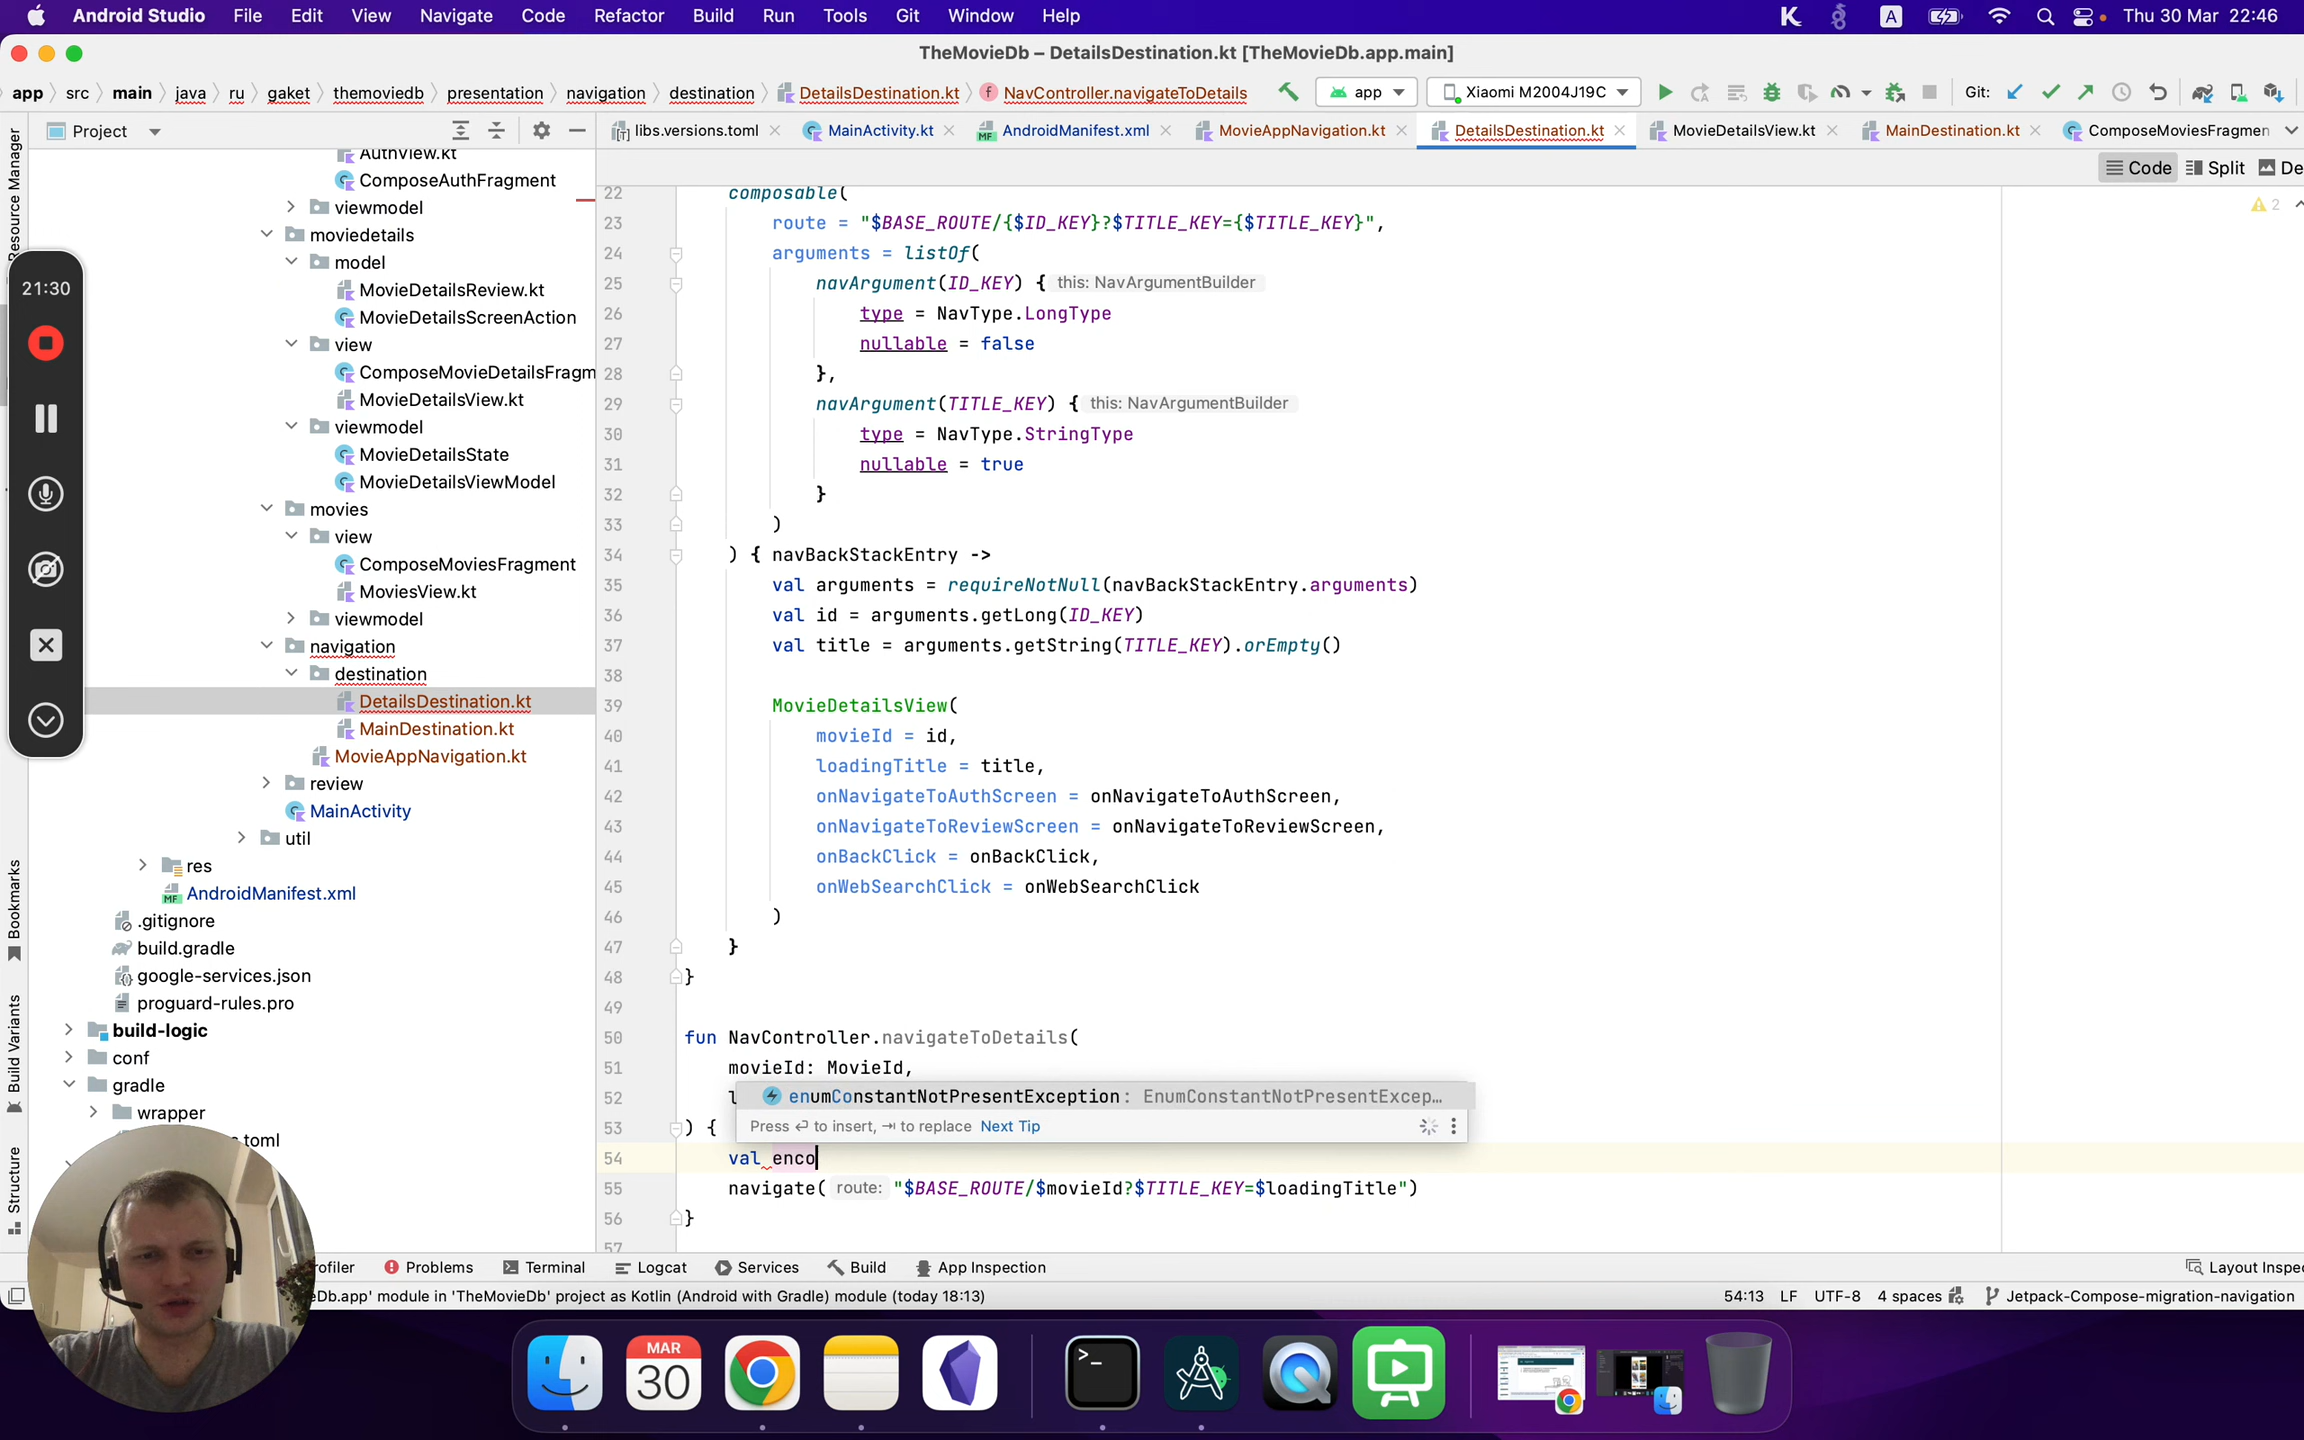 Android Studio File Edit View Navigate Code Refactor Build Run Tools Git Window Help A Thu 30 Mar 22:46
TheMovieDb – DetailsDestination.kt [TheMovieDb.app.main]
app src main java ru gaket themoviedb presentation navigation destination DetailsDestination.kt NavController.navigateToDetails app Xiaomi M2004J19C Git:
Project libs.versions.toml MainActivity.kt AndroidManifest.xml MovieAppNavigation.kt DetailsDestination.kt MovieDetailsView.kt MainDestination.kt ComposeMoviesFragmen
Code Split De
Resource Manager
AuthView.kt
ComposeAuthFragment
viewmodel
moviedetails
model
MovieDetailsReview.kt
MovieDetailsScreenAction
view
ComposeMovieDetailsFragm
MovieDetailsView.kt
viewmodel
MovieDetailsState
MovieDetailsViewModel
movies
view
ComposeMoviesFragment
MoviesView.kt
viewmodel
navigation
destination
DetailsDestination.kt
MainDestination.kt
MovieAppNavigation.kt
review
MainActivity
util
res
AndroidManifest.xml
.gitignore
build.gradle
google-services.json
proguard-rules.pro
build-logic
conf
gradle
wrapper
.toml
21:30
Bookmarks
Build Variants
Structure
2
22 composable(
23 route = "$BASE_ROUTE/{$ID_KEY}?$TITLE_KEY={$TITLE_KEY}",
24 arguments = listOf(
25 navArgument(ID_KEY) { this: NavArgumentBuilder
26 type = NavType.LongType
27 nullable = false
28 },
29 navArgument(TITLE_KEY) { this: NavArgumentBuilder
30 type = NavType.StringType
31 nullable = true
32 }
33 )
34 ) { navBackStackEntry ->
35 val arguments = requireNotNull(navBackStackEntry.arguments)
36 val id = arguments.getLong(ID_KEY)
37 val title = arguments.getString(TITLE_KEY).orEmpty()
38
39 MovieDetailsView(
40 movieId = id,
41 loadingTitle = title,
42 onNavigateToAuthScreen = onNavigateToAuthScreen,
43 onNavigateToReviewScreen = onNavigateToReviewScreen,
44 onBackClick = onBackClick,
45 onWebSearchClick = onWebSearchClick
46 )
47 }
48 }
49
50 fun NavController.navigateToDetails(
51 movieId: MovieId,
52 l
enumConstantNotPresentException: EnumConstantNotPresentExcep…
Press ⏎ to insert, ⇥ to replace Next Tip
53 ) {
54 val enco
55 navigate( route: "$BASE_ROUTE/$movieId?$TITLE_KEY=$loadingTitle")
56 }
57
rofiler Problems Terminal Logcat Services Build App Inspection Layout Inspe
eDb.app' module in 'TheMovieDb' project as Kotlin (Android with Gradle) module (today 18:13) 54:13 LF UTF-8 4 spaces Jetpack-Compose-migration-navigation
MAR
30